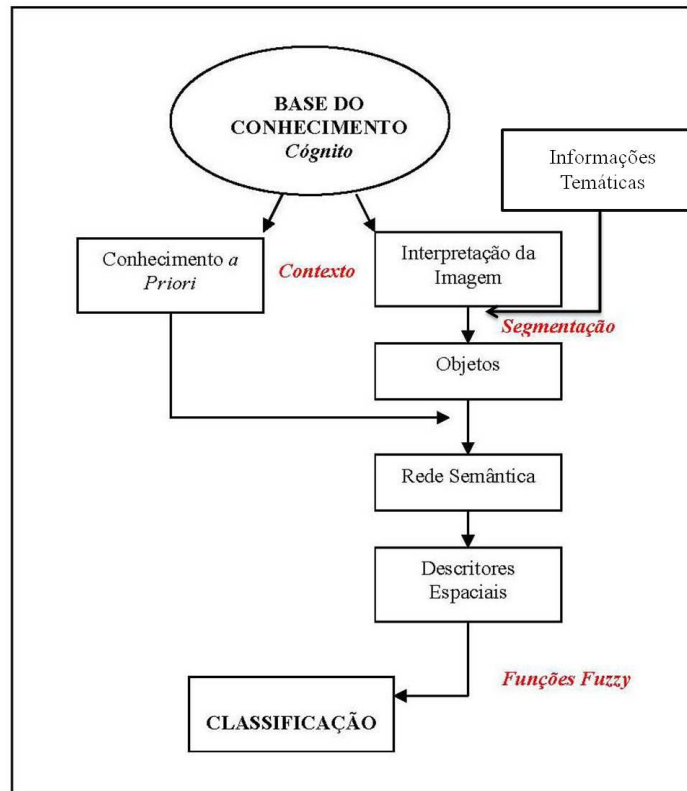 BASE DO
CONHECIMENTO
Cógnito
Informações
Temáticas
Conhecimento a
Priori
Contexto
Interpretação da
Imagem
Segmentação
Objetos
Rede Semântica
Descritores
Espaciais
Funções Fuzzy
CLASSIFICAÇÃO